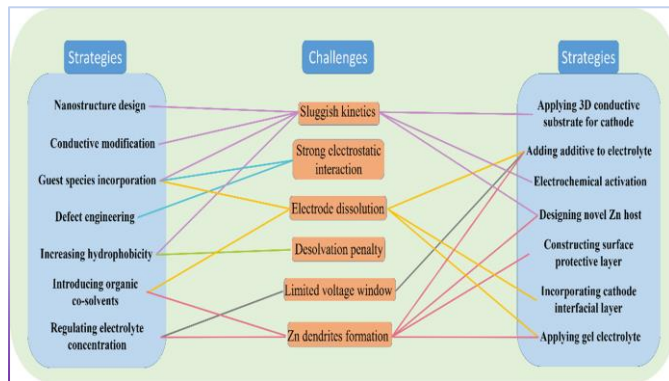 Strategies
Challenges
Strategies
Nanostructure design
Conductive modification
Guest species incorporation
Defect engineering
Increasing hydrophobicity
Introducing organic
co-solvents
Regulating electrolyte
concentration
Sluggish kinetics
Strong electrostatic
interaction
Electrode dissolution
Desolvation penalty
Limited voltage window
Zn dendrites formation
Applying 3D conductive
substrate for cathode
Adding additive to electrolyte
Electrochemical activation
Designing novel Zn host
Constructing surface
protective layer
Incorporating cathode
interfacial layer
Applying gel electrolyte